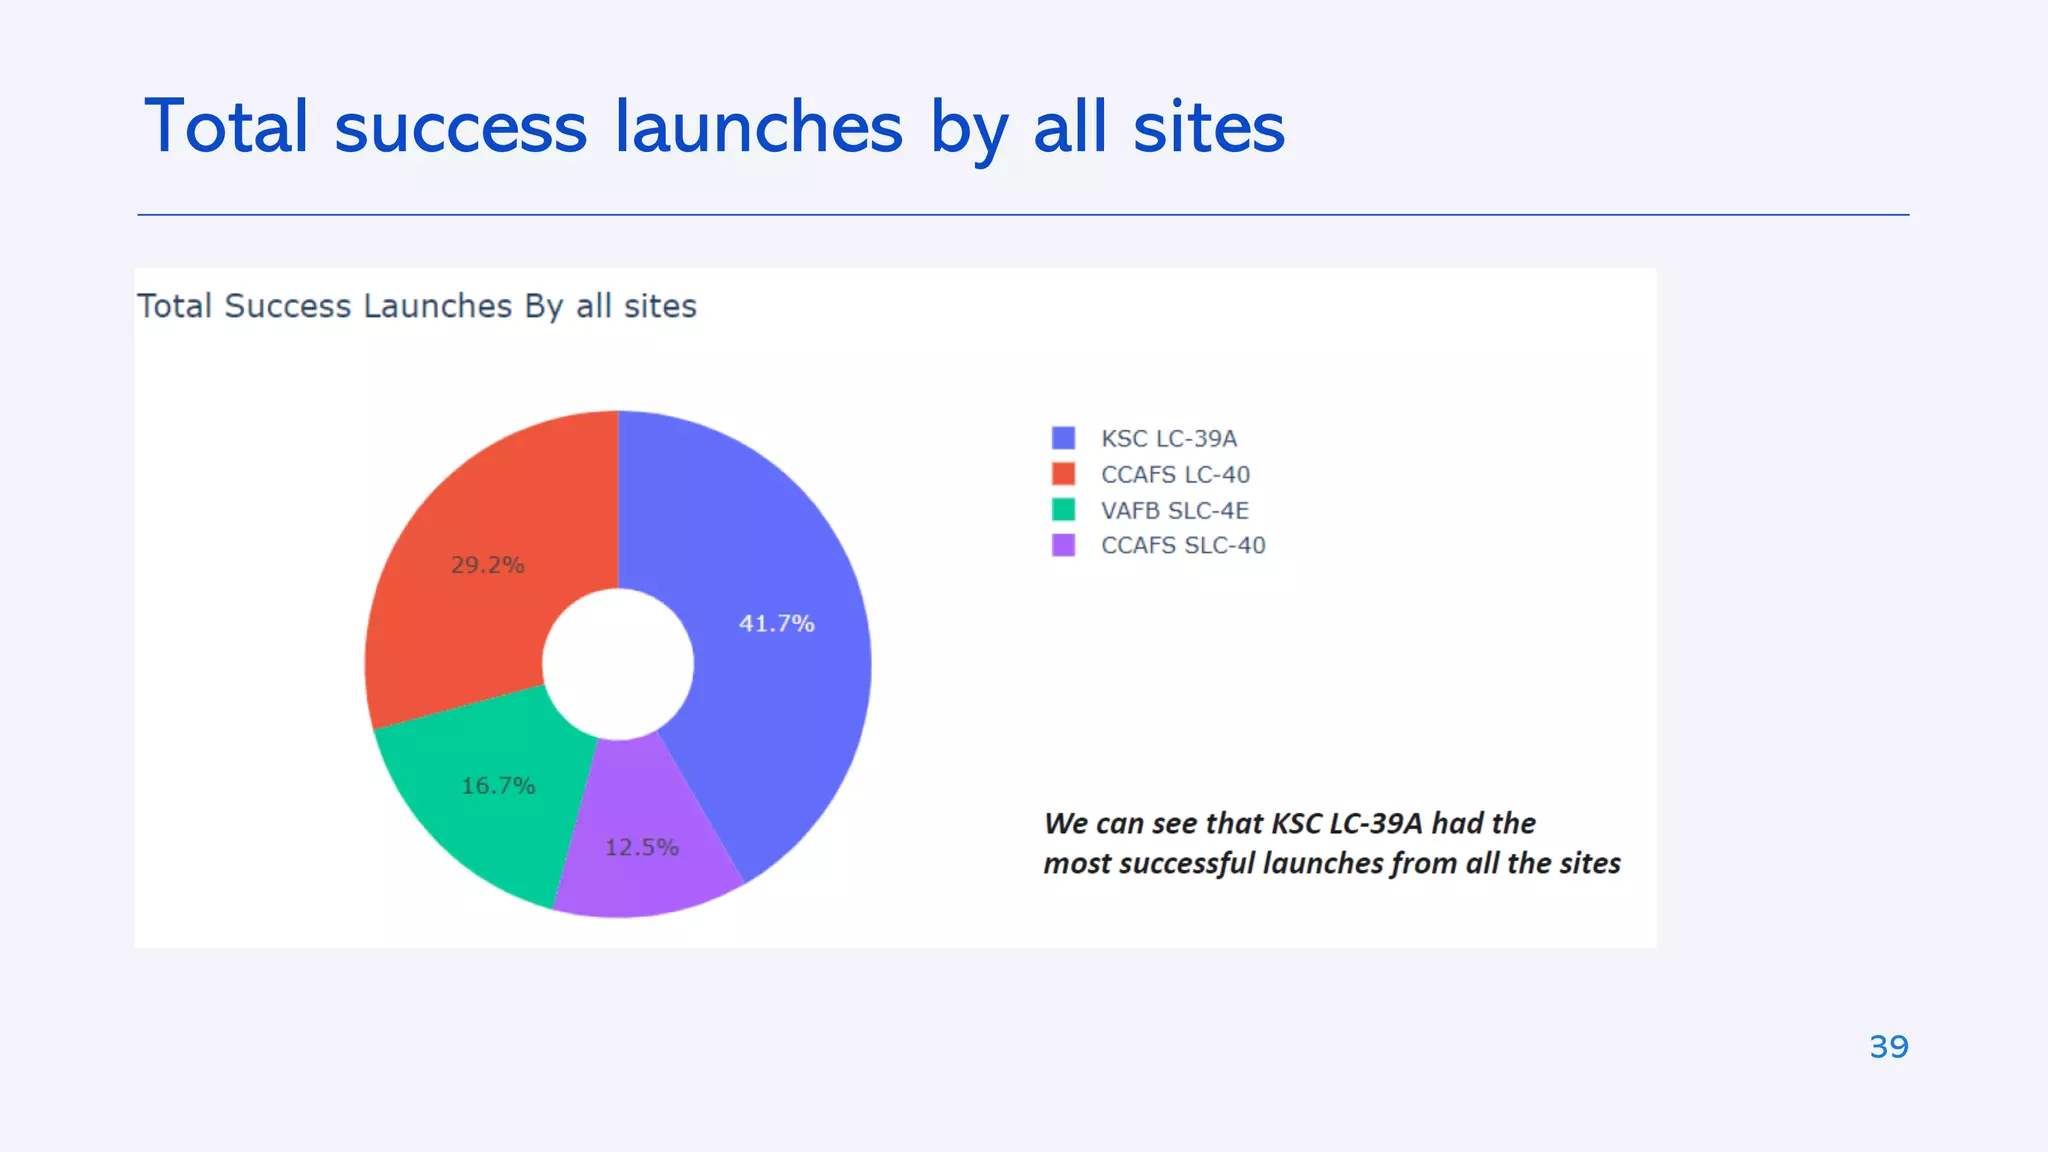 Total success launches by all sites
Total Success Launches By all sites
KSC LC-39A
CCAFS LC-40
VAFB SLC-4E
CCAFS SLC-40
29.2%
41.7%
16.7%
12.5%
We can see that KSC LC-39A had the
most successful launches from all the sites
39